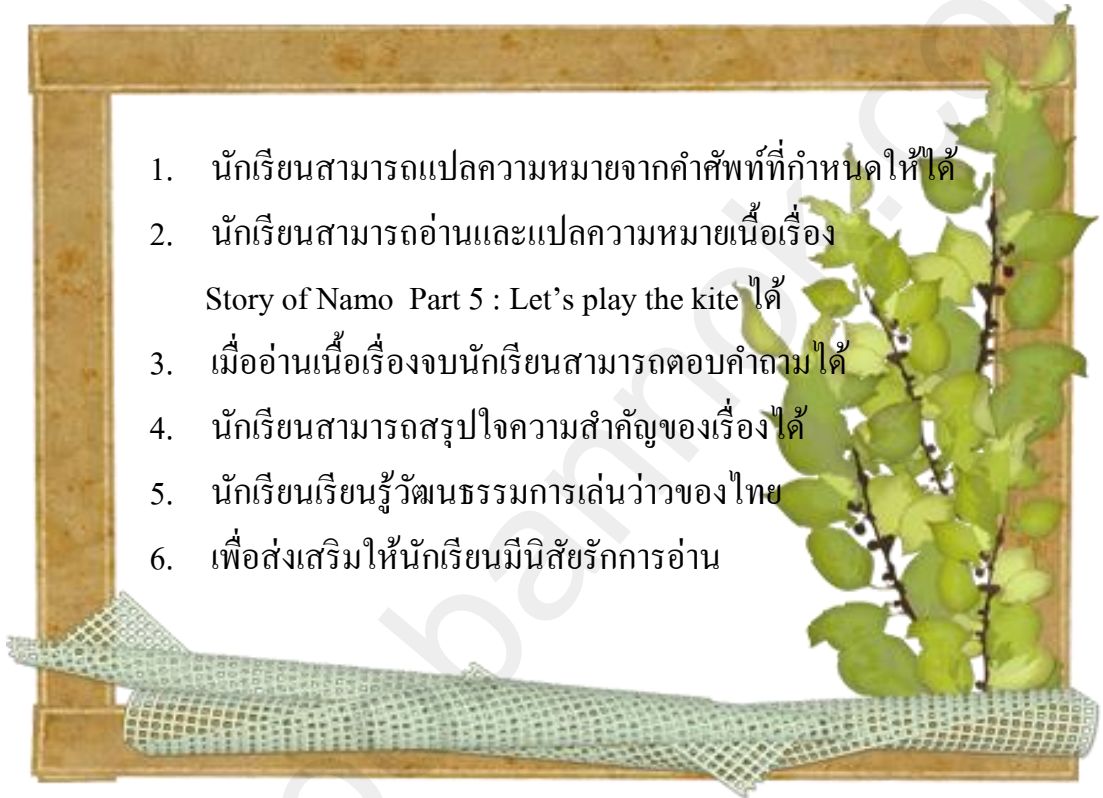 1. นักเรียนสามารถแปลความหมายจากคำศัพท์ที่กำหนดให้ได้
2. นักเรียนสามารถอ่านและแปลความหมายเนื้อเรื่อง
Story of Namo Part 5 : Let's play the kite ได้
3. เมื่ออ่านเนื้อเรื่องจบนักเรียนสามารถตอบคำถามได้
4. นักเรียนสามารถสรุปใจความสำคัญของเรื่องได้
5. นักเรียนเรียนรู้วัฒนธรรมการเล่นว่าวของไทย
6. เพื่อส่งเสริมให้นักเรียนมีนิสัยรักการอ่าน